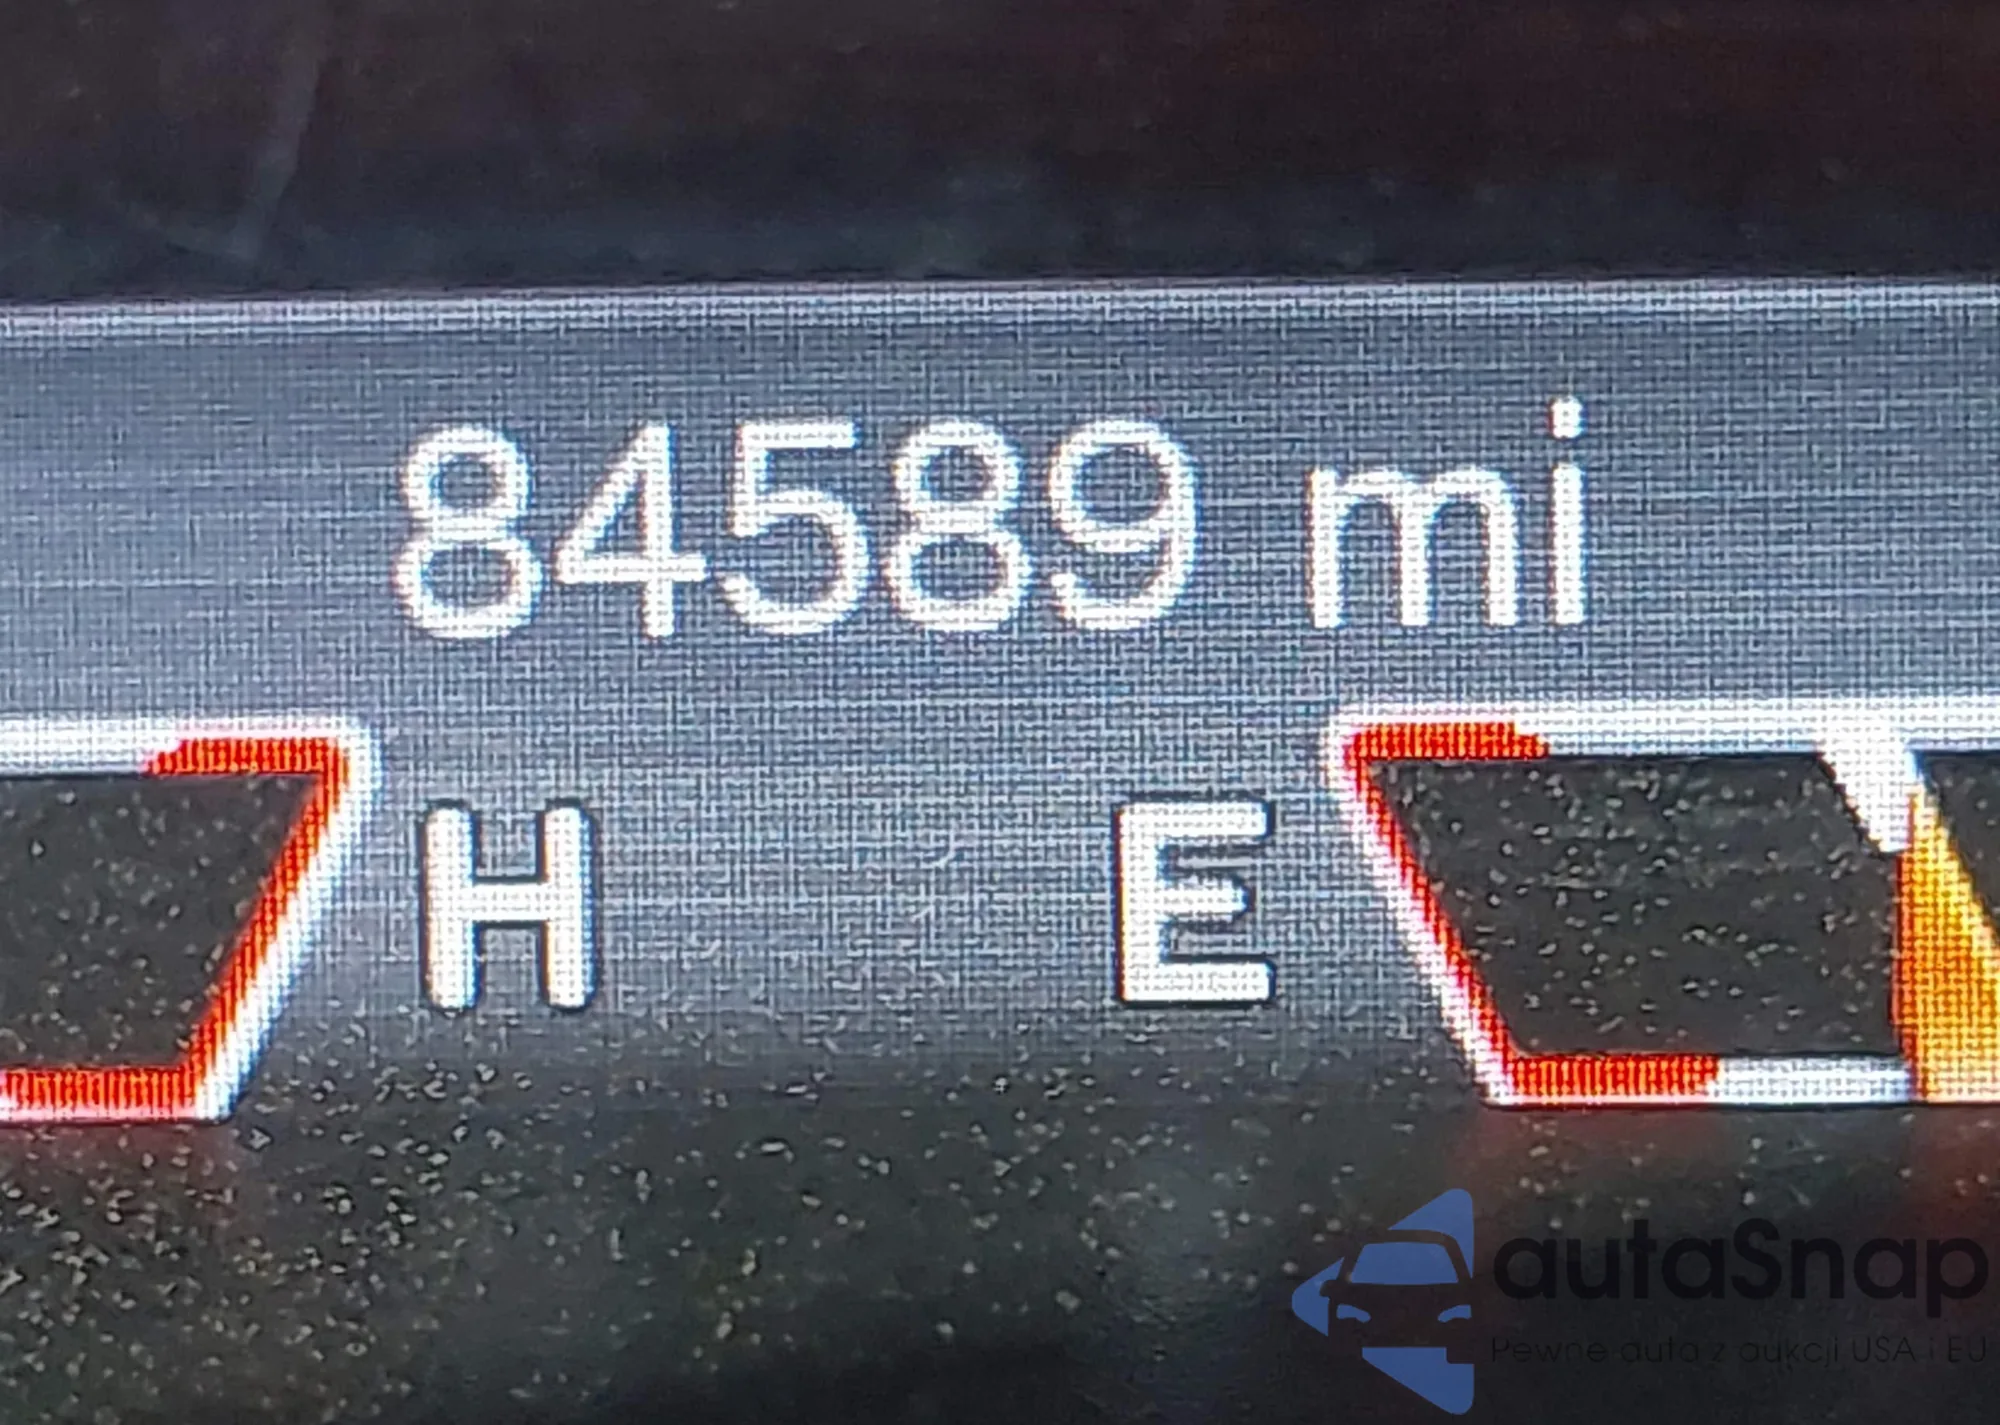 84589 mi
H E
autaSnap
Pewne auta z aukcji USA i EU